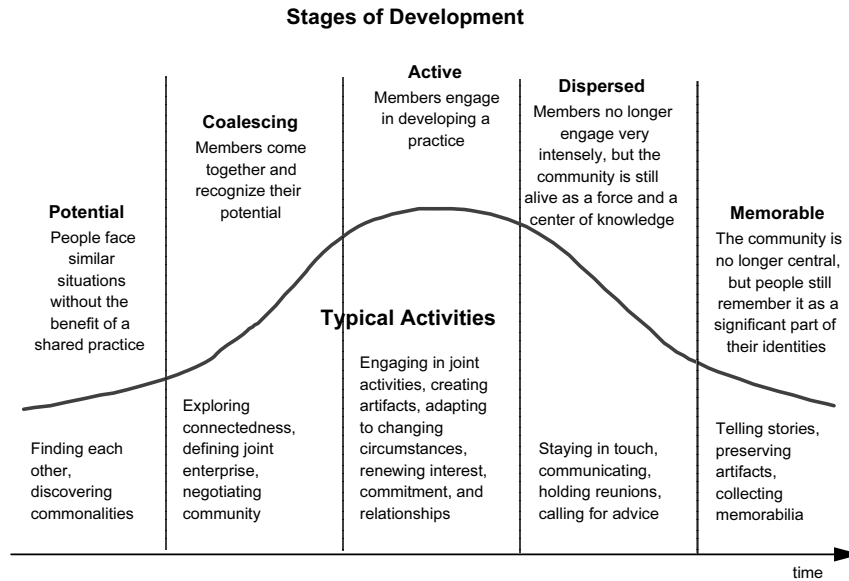 Stages of Development
Potential
People face
similar
situations
without the
benefit of a
shared practice
Coalescing
Members come
together and
recognize their
potential
Active
Members engage
in developing a
practice
Dispersed
Members no longer
engage very
intensely, but the
community is still
alive as a force and a
center of knowledge
Memorable
The community is
no longer central,
but people still
remember it as a
significant part of
their identities
Typical Activities
Finding each
other,
discovering
commonalities
Exploring
connectedness,
defining joint
enterprise,
negotiating
community
Engaging in joint
activities, creating
artifacts, adapting
to changing
circumstances,
renewing interest,
commitment, and
relationships
Staying in touch,
communicating,
holding reunions,
calling for advice
Telling stories,
preserving
artifacts,
collecting
memorabilia
time